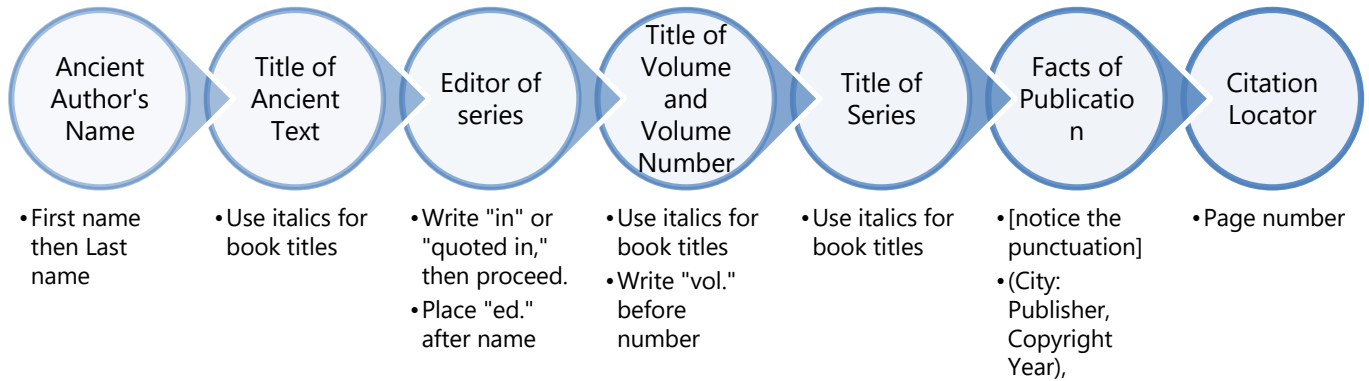 Ancient
Author's
Name
Title of
Ancient
Text
Editor of
series
Title of
Volume
and
Volume
Number
Title of
Series
Facts of
Publicatio
n
Citation
Locator
•First name
then Last
name
•Use italics for
book titles
•Write "in" or
"quoted in,"
then proceed.
•Place "ed."
after name
•Use italics for
book titles
•Write "vol."
before
number
•Use italics for
book titles
•[notice the
punctuation]
•(City:
Publisher,
Copyright
Year),
•Page number